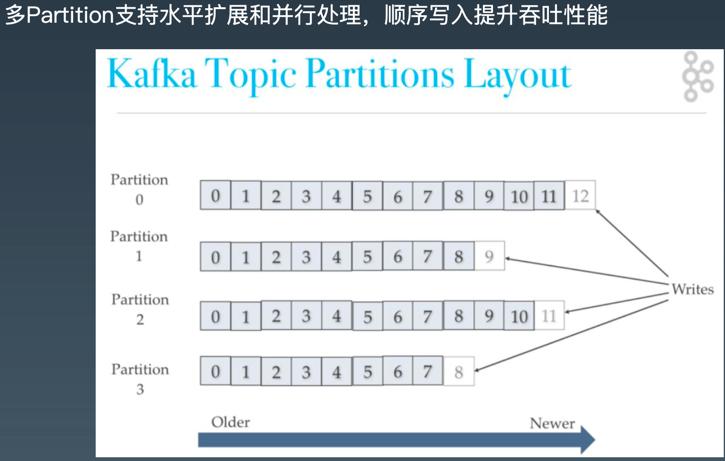 多Partition支持水平扩展和并行处理，顺序写入提升吞吐性能
Kafka Topic Partitions Layout
Partition
0
0 1 2 3 4 5 6 7 8 9 10 11 12
Partition
1
0 1 2 3 4 5 6 7 8 9
Writes
Partition
2
0 1 2 3 4 5 6 7 8 9 10 11
Partition
3
0 1 2 3 4 5 6 7 8
Older Newer